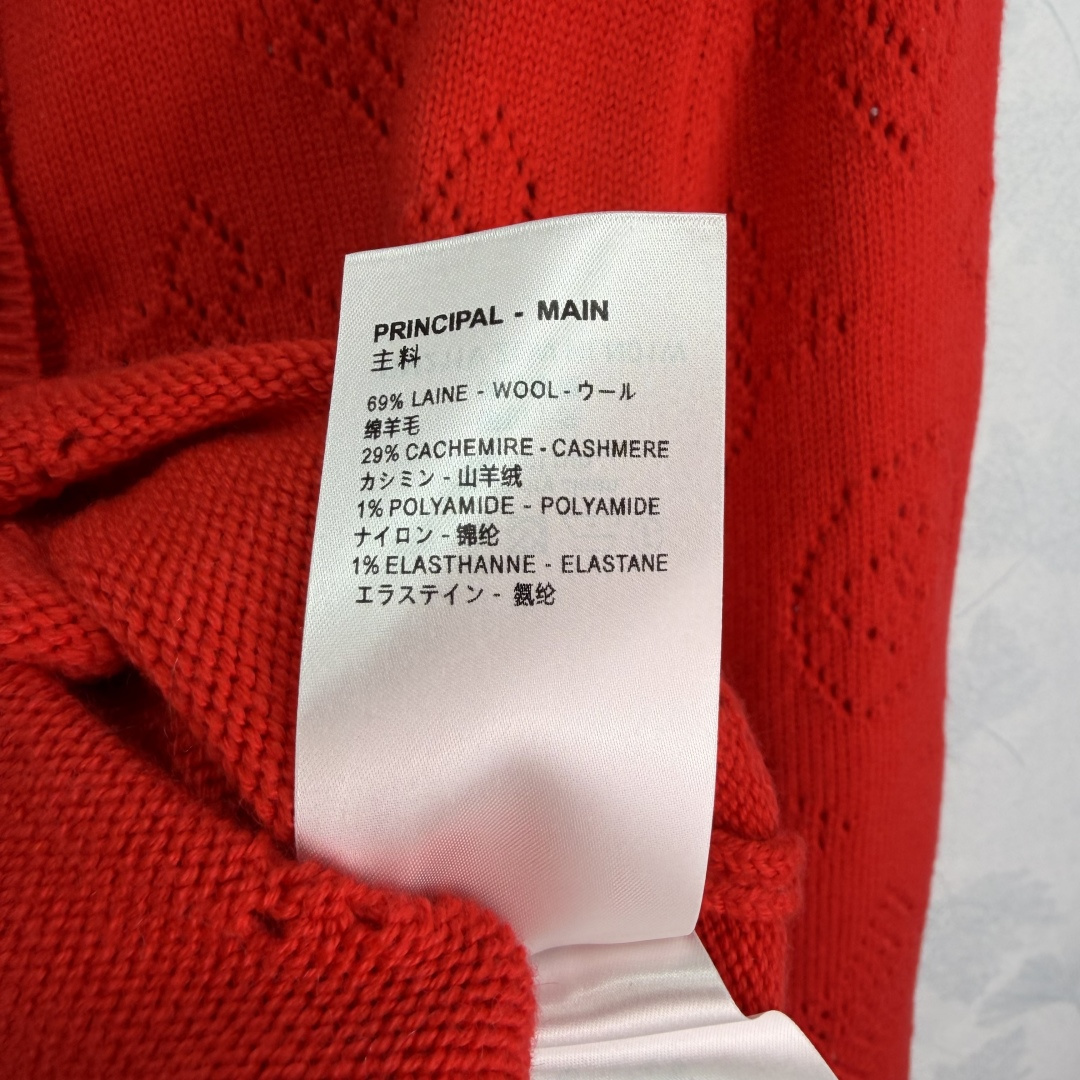 PRINCIPAL - MAIN
主料
69% LAINE - WOOL - ウール
绵羊毛
29% CACHEMIRE - CASHMERE
カシミン - 山羊绒
1% POLYAMIDE - POLYAMIDE
ナイロン - 锦纶
1% ELASTHANNE - ELASTANE
エラステイン - 氨纶